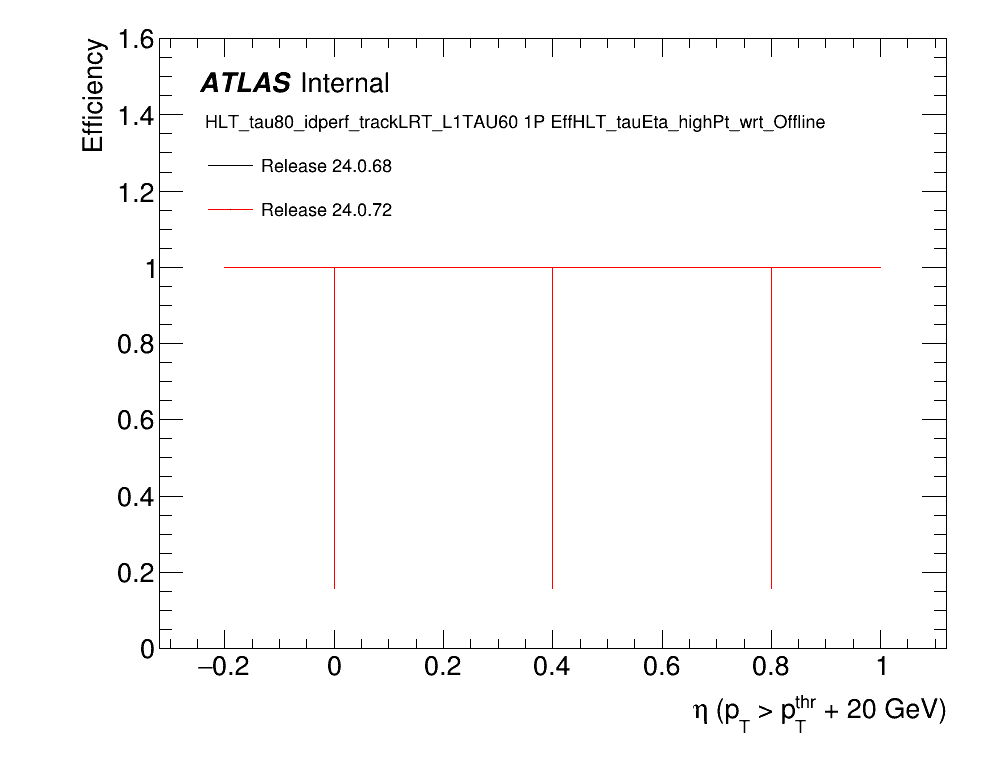 1.6
1.4
1.2
1
0.8
0.6
0.4
0.2
0
Efficiency
ATLAS Internal
HLT_tau80_idperf_trackLRT_L1TAU60 1P EffHLT_tauEta_highPt_wrt_Offline
Release 24.0.68
Release 24.0.72
−0.2 0 0.2 0.4 0.6 0.8 1
η (p_T > p_T^thr + 20 GeV)